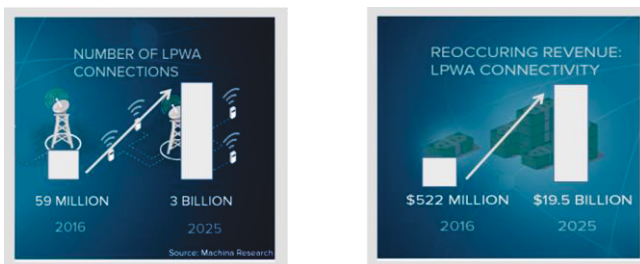 NUMBER OF LPWA
CONNECTIONS
59 MILLION
3 BILLION
2016
2025
Source: Machina Research
REOCCURING REVENUE:
LPWA CONNECTIVITY
$522 MILLION
$19.5 BILLION
2016
2025